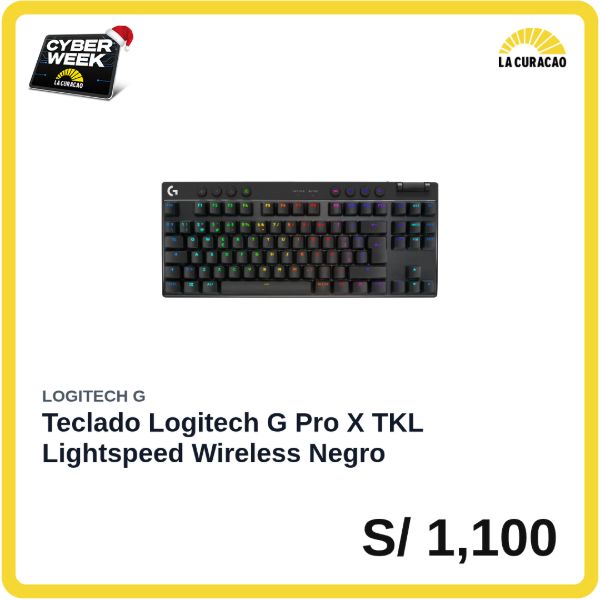 CYBER
WEEK
LA CURACAO
LA CURACAO
LOGITECH G
Teclado Logitech G Pro X TKL
Lightspeed Wireless Negro
S/ 1,100